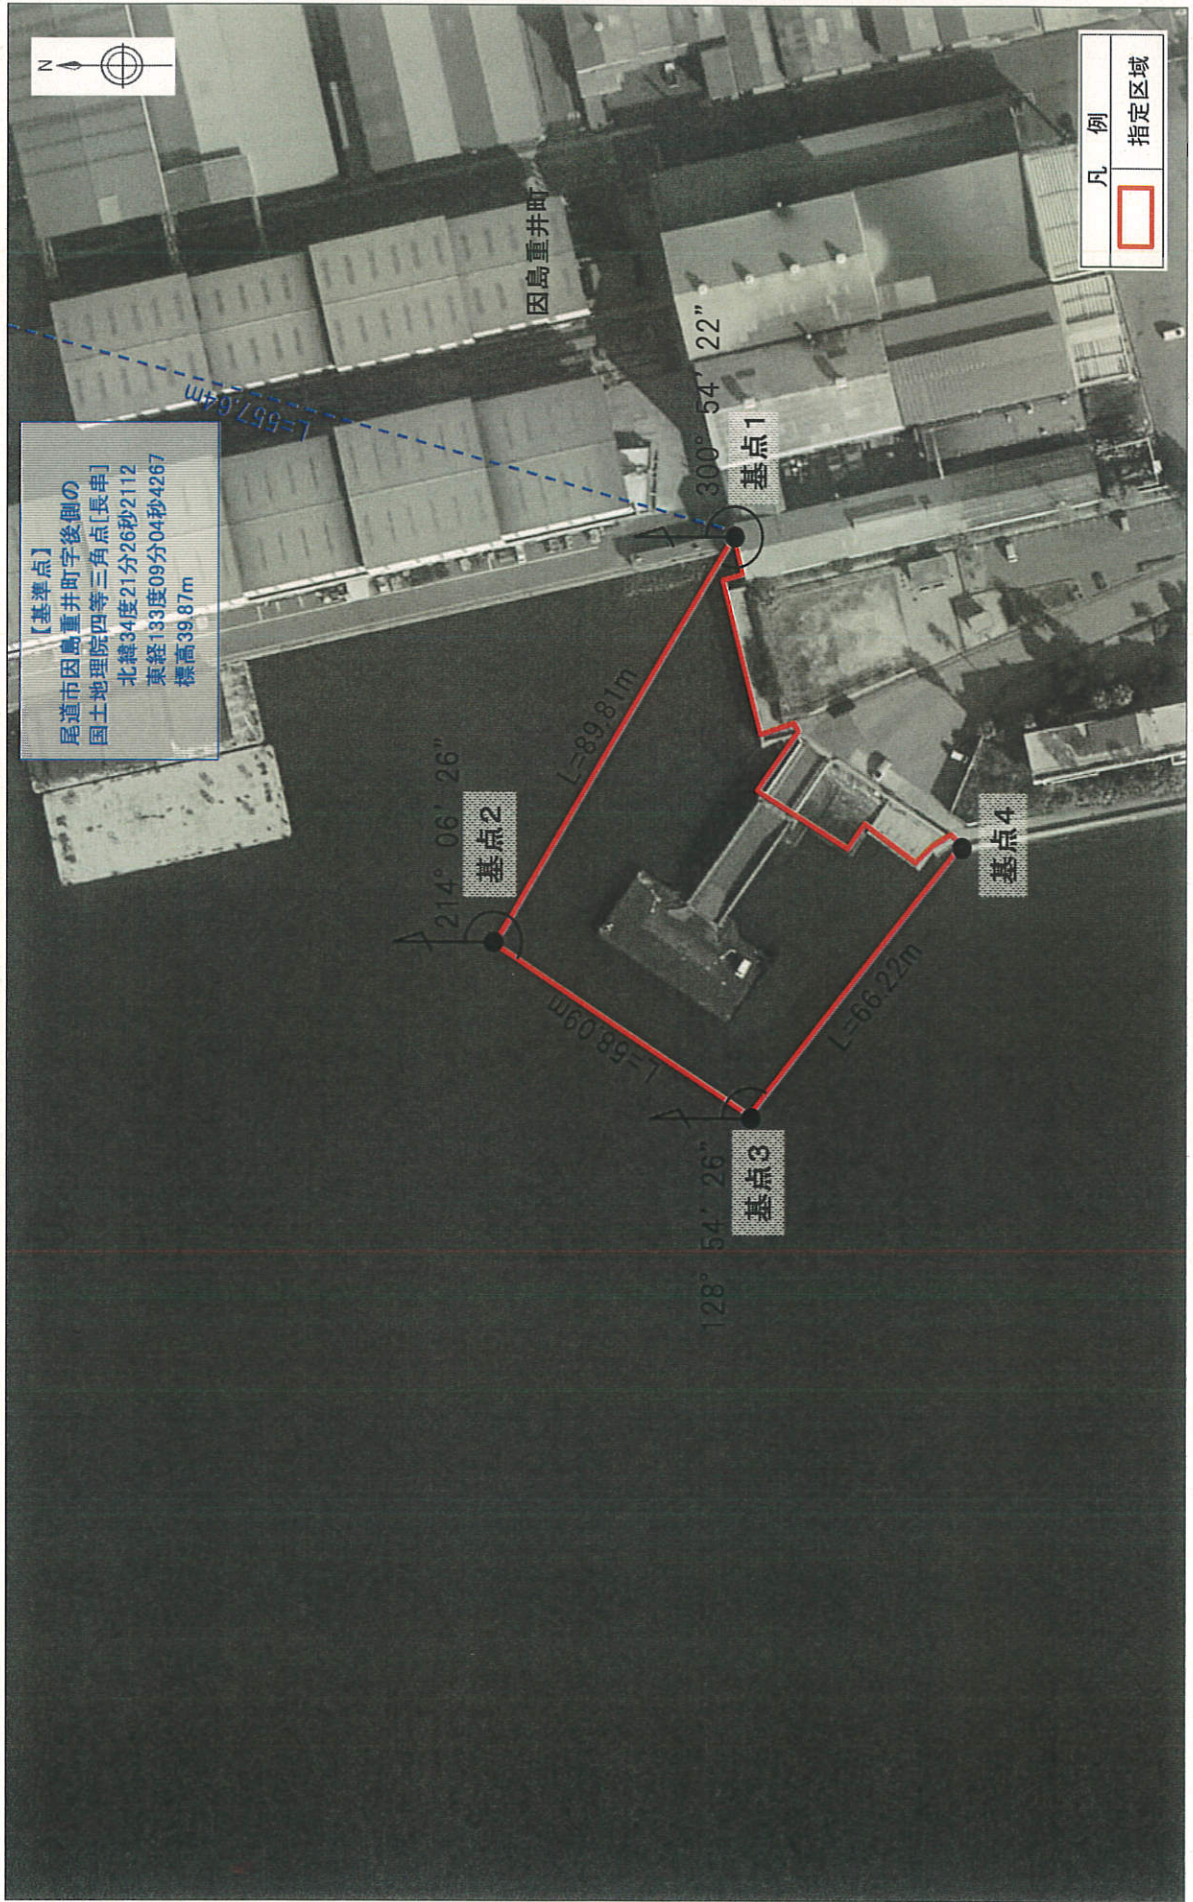 N
【基準点】
尾道市因島重井町字後側の
国土地理院四等三角点[長串]
北緯34度21分26秒2112
東経133度09分04秒4267
標高39.87m
L=557.64m
因島重井町
300° 54′ 22″
基点1
L=89.81m
214° 06′ 26″
基点2
L=58.09m
128° 54′ 26″
基点3
L=66.22m
基点4
凡 例
指定区域